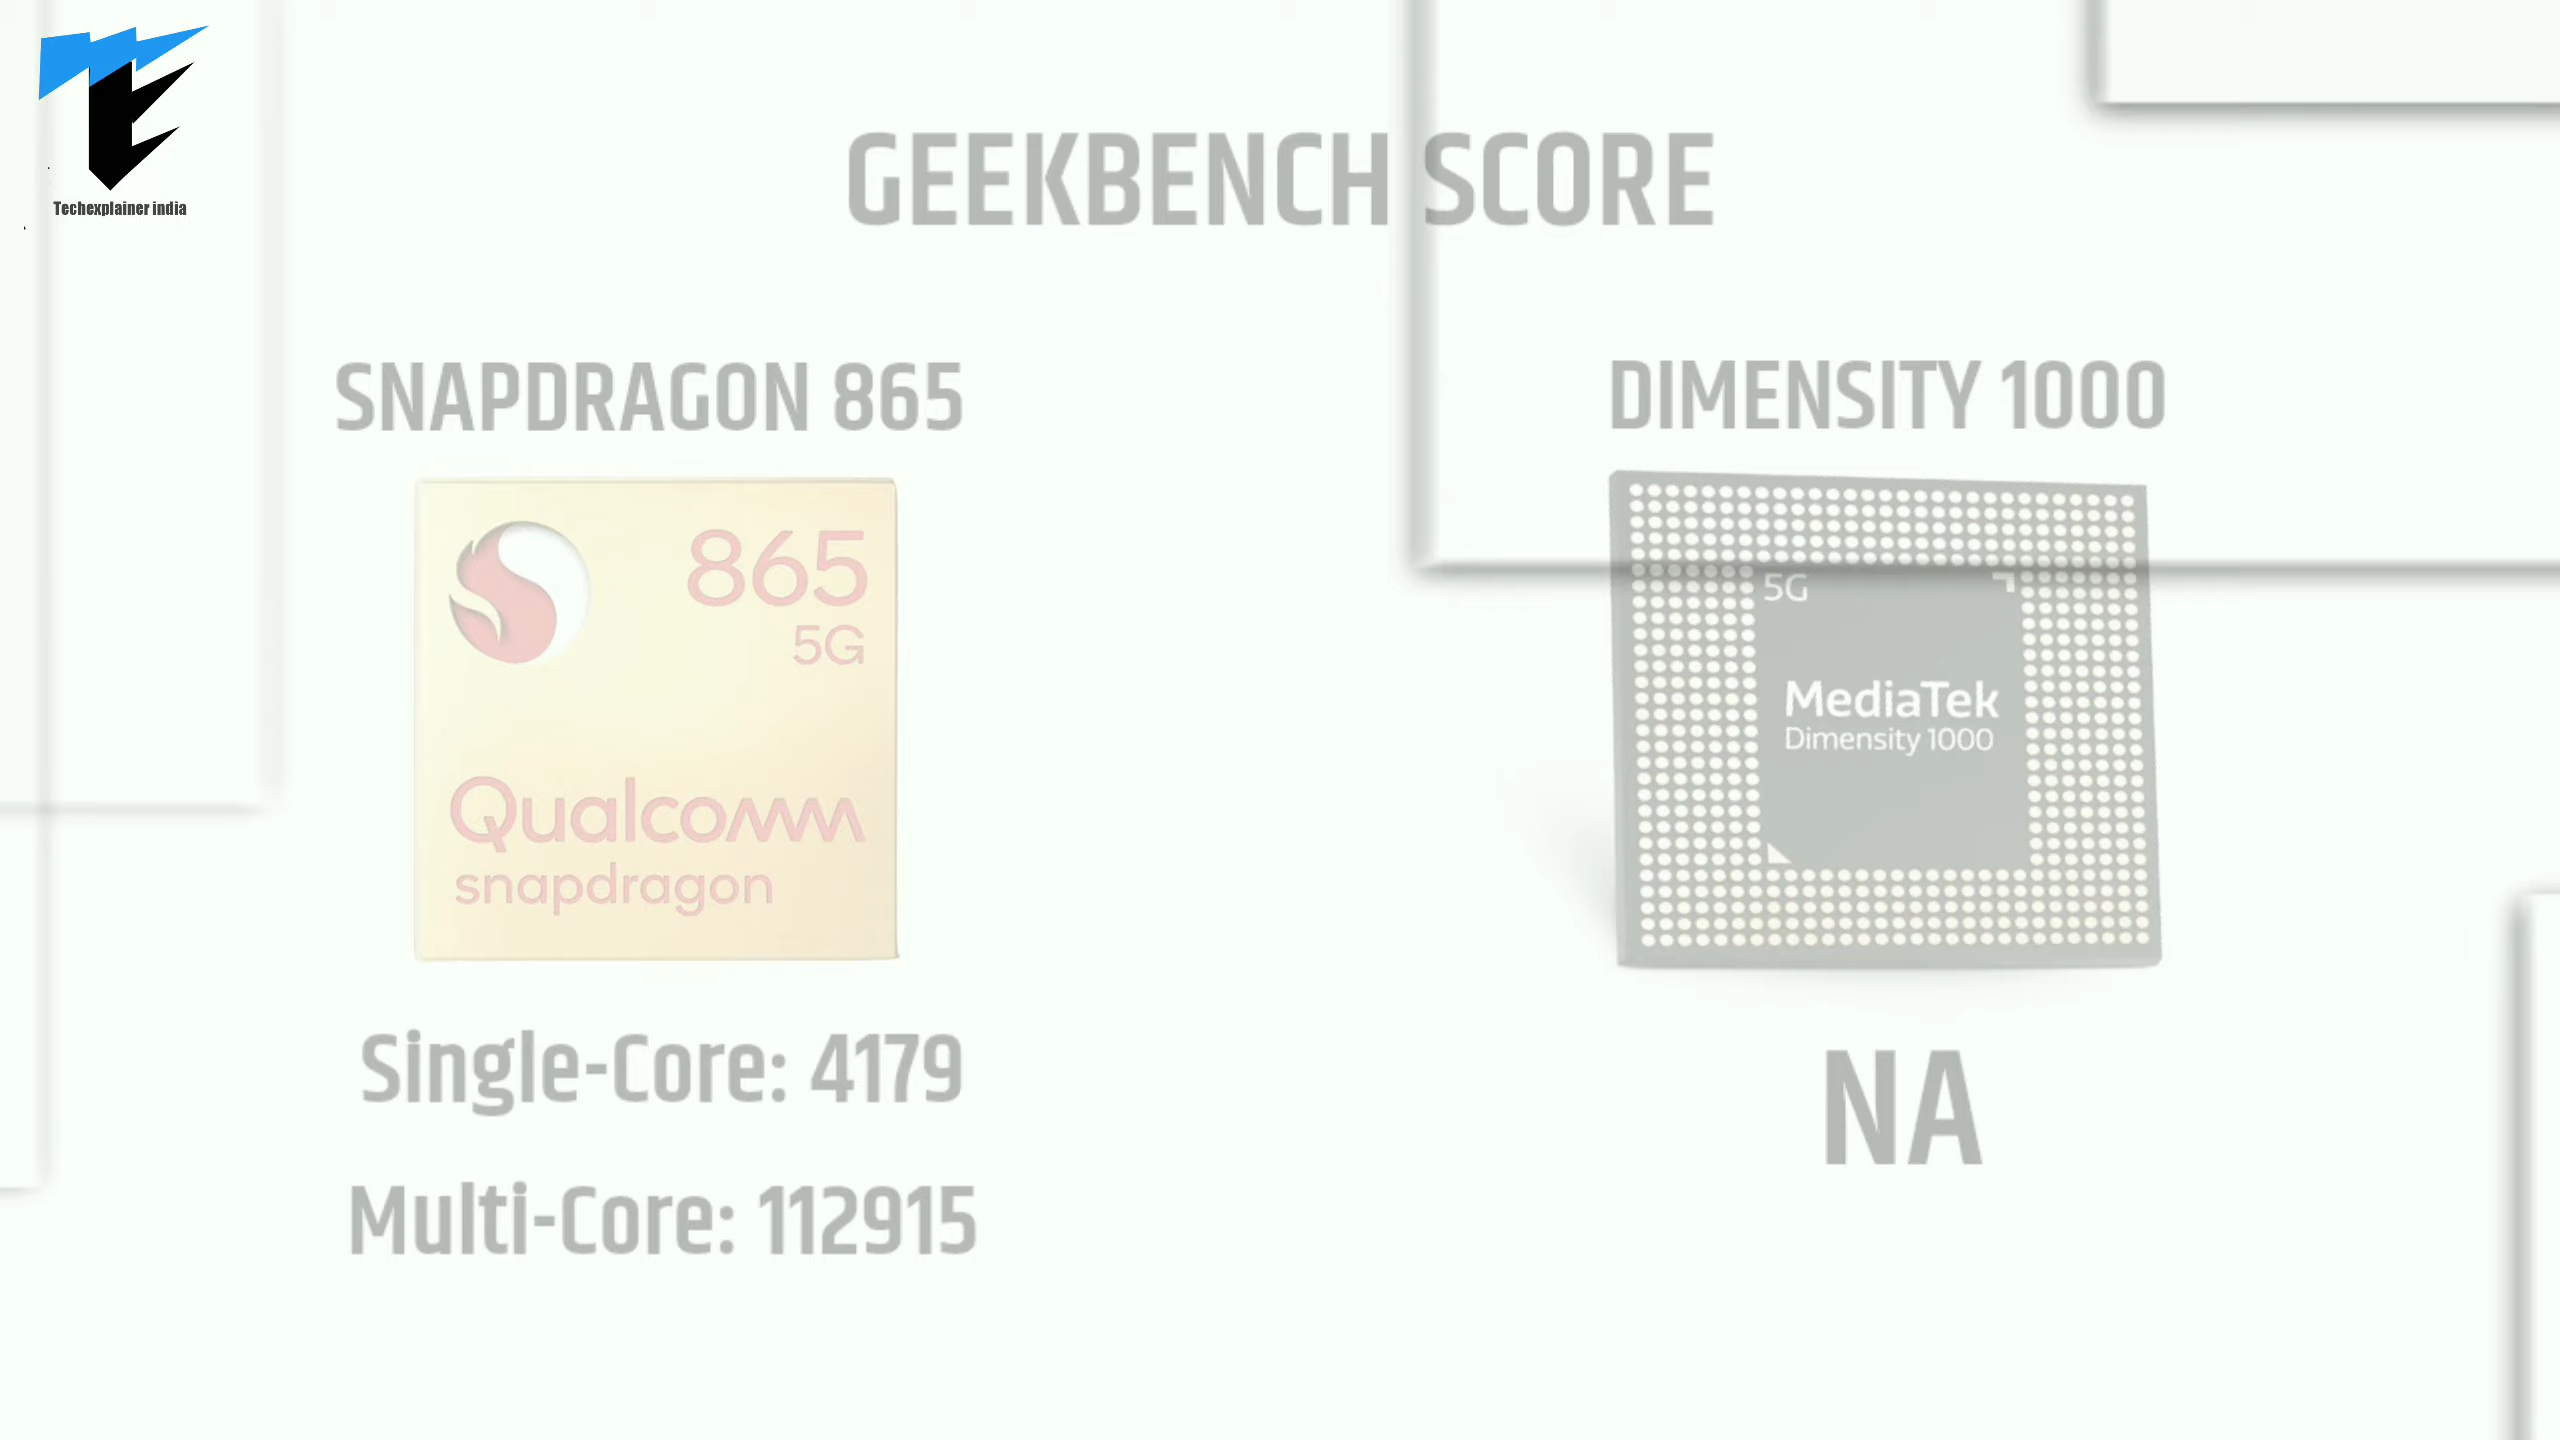 Techexplainer india
GEEKBENCH SCORE
SNAPDRAGON 865
865
5G
Qualcomm
snapdragon
Single-Core: 4179
Multi-Core: 112915
DIMENSITY 1000
5G
MediaTek
Dimensity 1000
NA